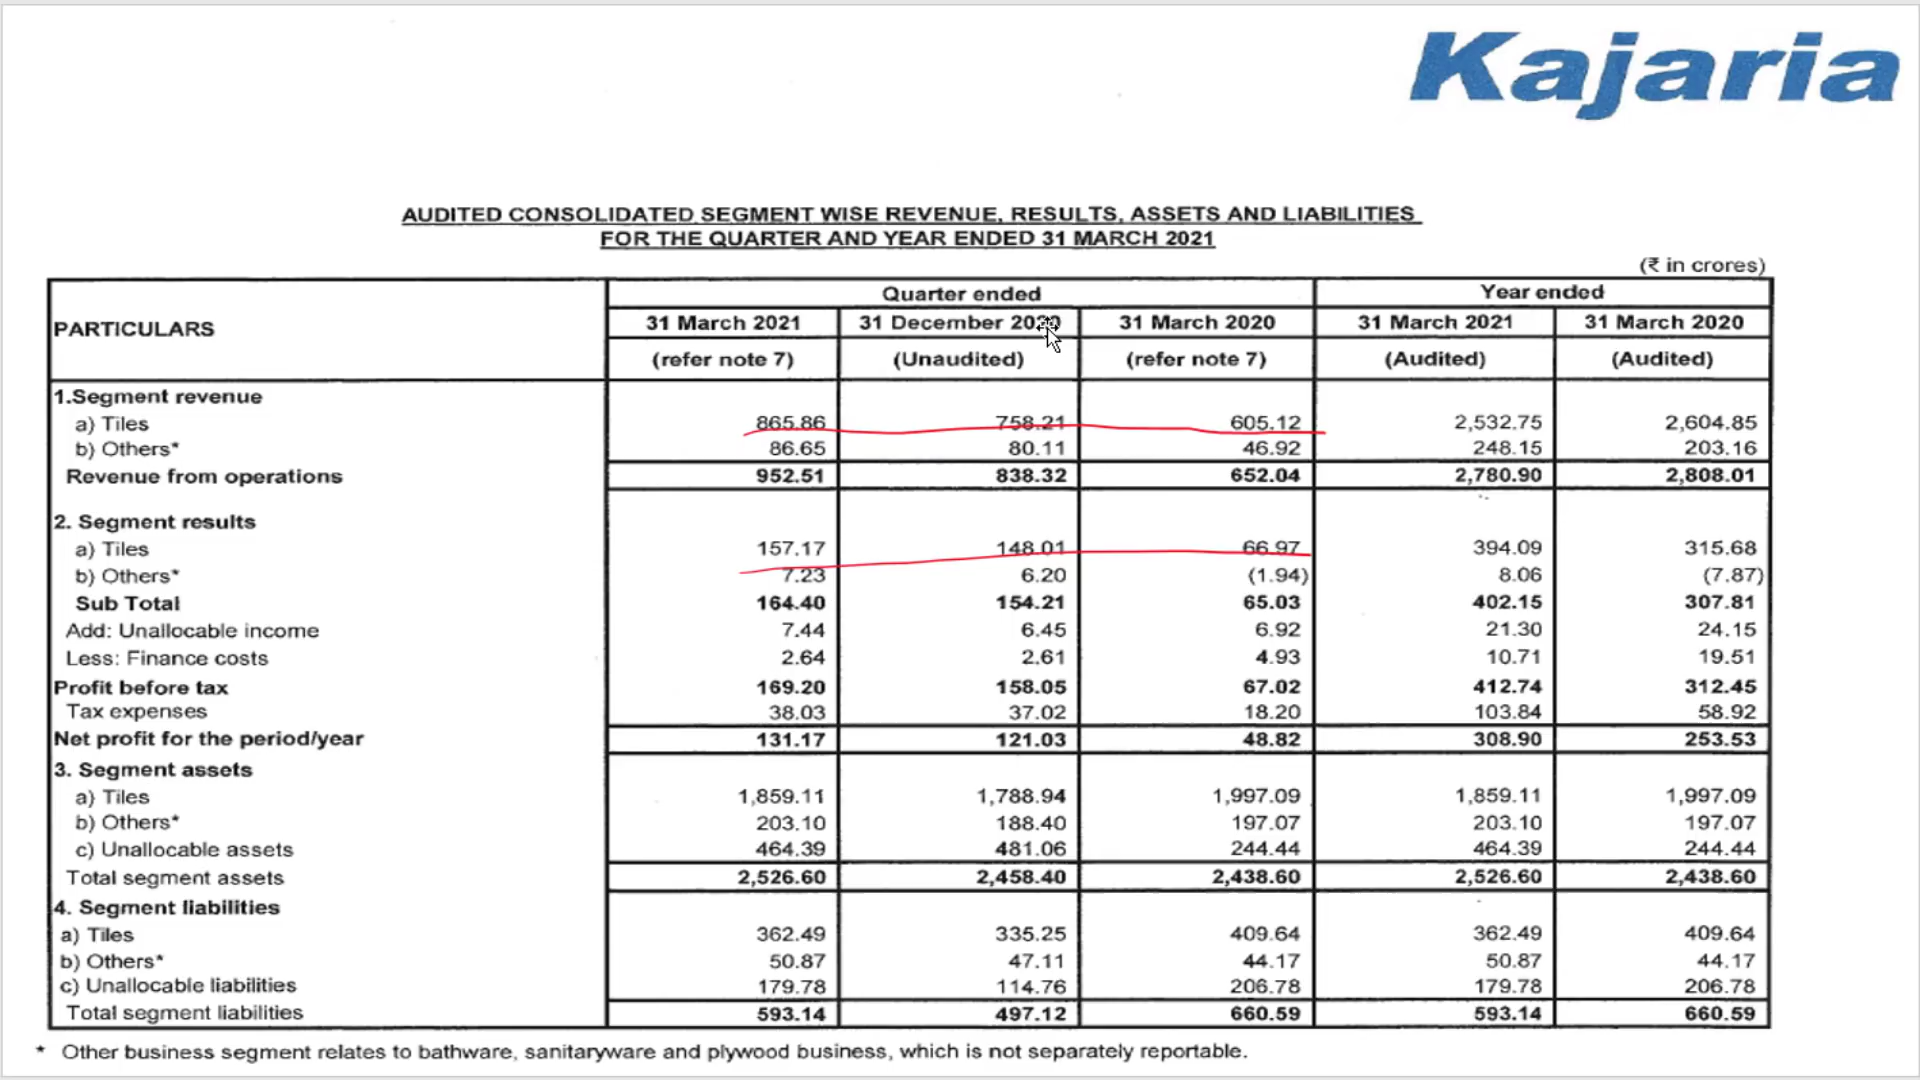 Kajaria
AUDITED CONSOLIDATED SEGMENT WISE REVENUE, RESULTS, ASSETS AND LIABILITIES
FOR THE QUARTER AND YEAR ENDED 31 MARCH 2021
(₹ in crores)
PARTICULARS Quarter ended Year ended
31 March 2021 31 December 2020 31 March 2020 31 March 2021 31 March 2020
(refer note 7) (Unaudited) (refer note 7) (Audited) (Audited)
1.Segment revenue
a) Tiles 865.86 758.21 605.12 2,532.75 2,604.85
b) Others* 86.65 80.11 46.92 248.15 203.16
Revenue from operations 952.51 838.32 652.04 2,780.90 2,808.01
2. Segment results
a) Tiles 157.17 148.01 66.97 394.09 315.68
b) Others* 7.23 6.20 (1.94) 8.06 (7.87)
Sub Total 164.40 154.21 65.03 402.15 307.81
Add: Unallocable income 7.44 6.45 6.92 21.30 24.15
Less: Finance costs 2.64 2.61 4.93 10.71 19.51
Profit before tax 169.20 158.05 67.02 412.74 312.45
Tax expenses 38.03 37.02 18.20 103.84 58.92
Net profit for the period/year 131.17 121.03 48.82 308.90 253.53
3. Segment assets
a) Tiles 1,859.11 1,788.94 1,997.09 1,859.11 1,997.09
b) Others* 203.10 188.40 197.07 203.10 197.07
c) Unallocable assets 464.39 481.06 244.44 464.39 244.44
Total segment assets 2,526.60 2,458.40 2,438.60 2,526.60 2,438.60
4. Segment liabilities
a) Tiles 362.49 335.25 409.64 362.49 409.64
b) Others* 50.87 47.11 44.17 50.87 44.17
c) Unallocable liabilities 179.78 114.76 206.78 179.78 206.78
Total segment liabilities 593.14 497.12 660.59 593.14 660.59
* Other business segment relates to bathware, sanitaryware and plywood business, which is not separately reportable.